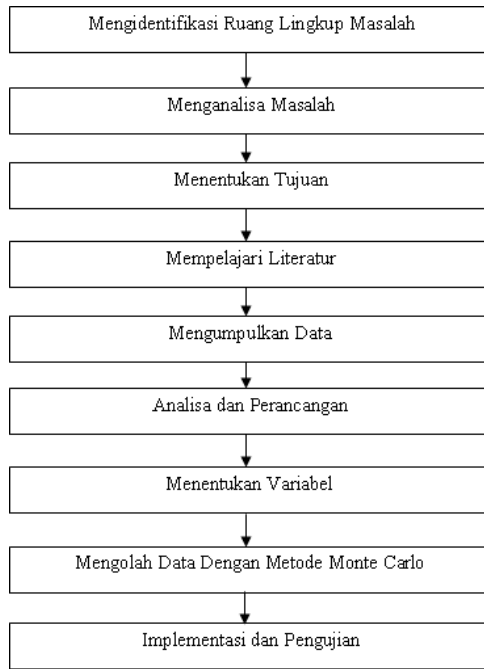 Mengidentifikasi Ruang Lingkup Masalah
Menganalisa Masalah
Menentukan Tujuan
Mempelajari Literatur
Mengumpulkan Data
Analisa dan Perancangan
Menentukan Variabel
Mengolah Data Dengan Metode Monte Carlo
Implementasi dan Pengujian